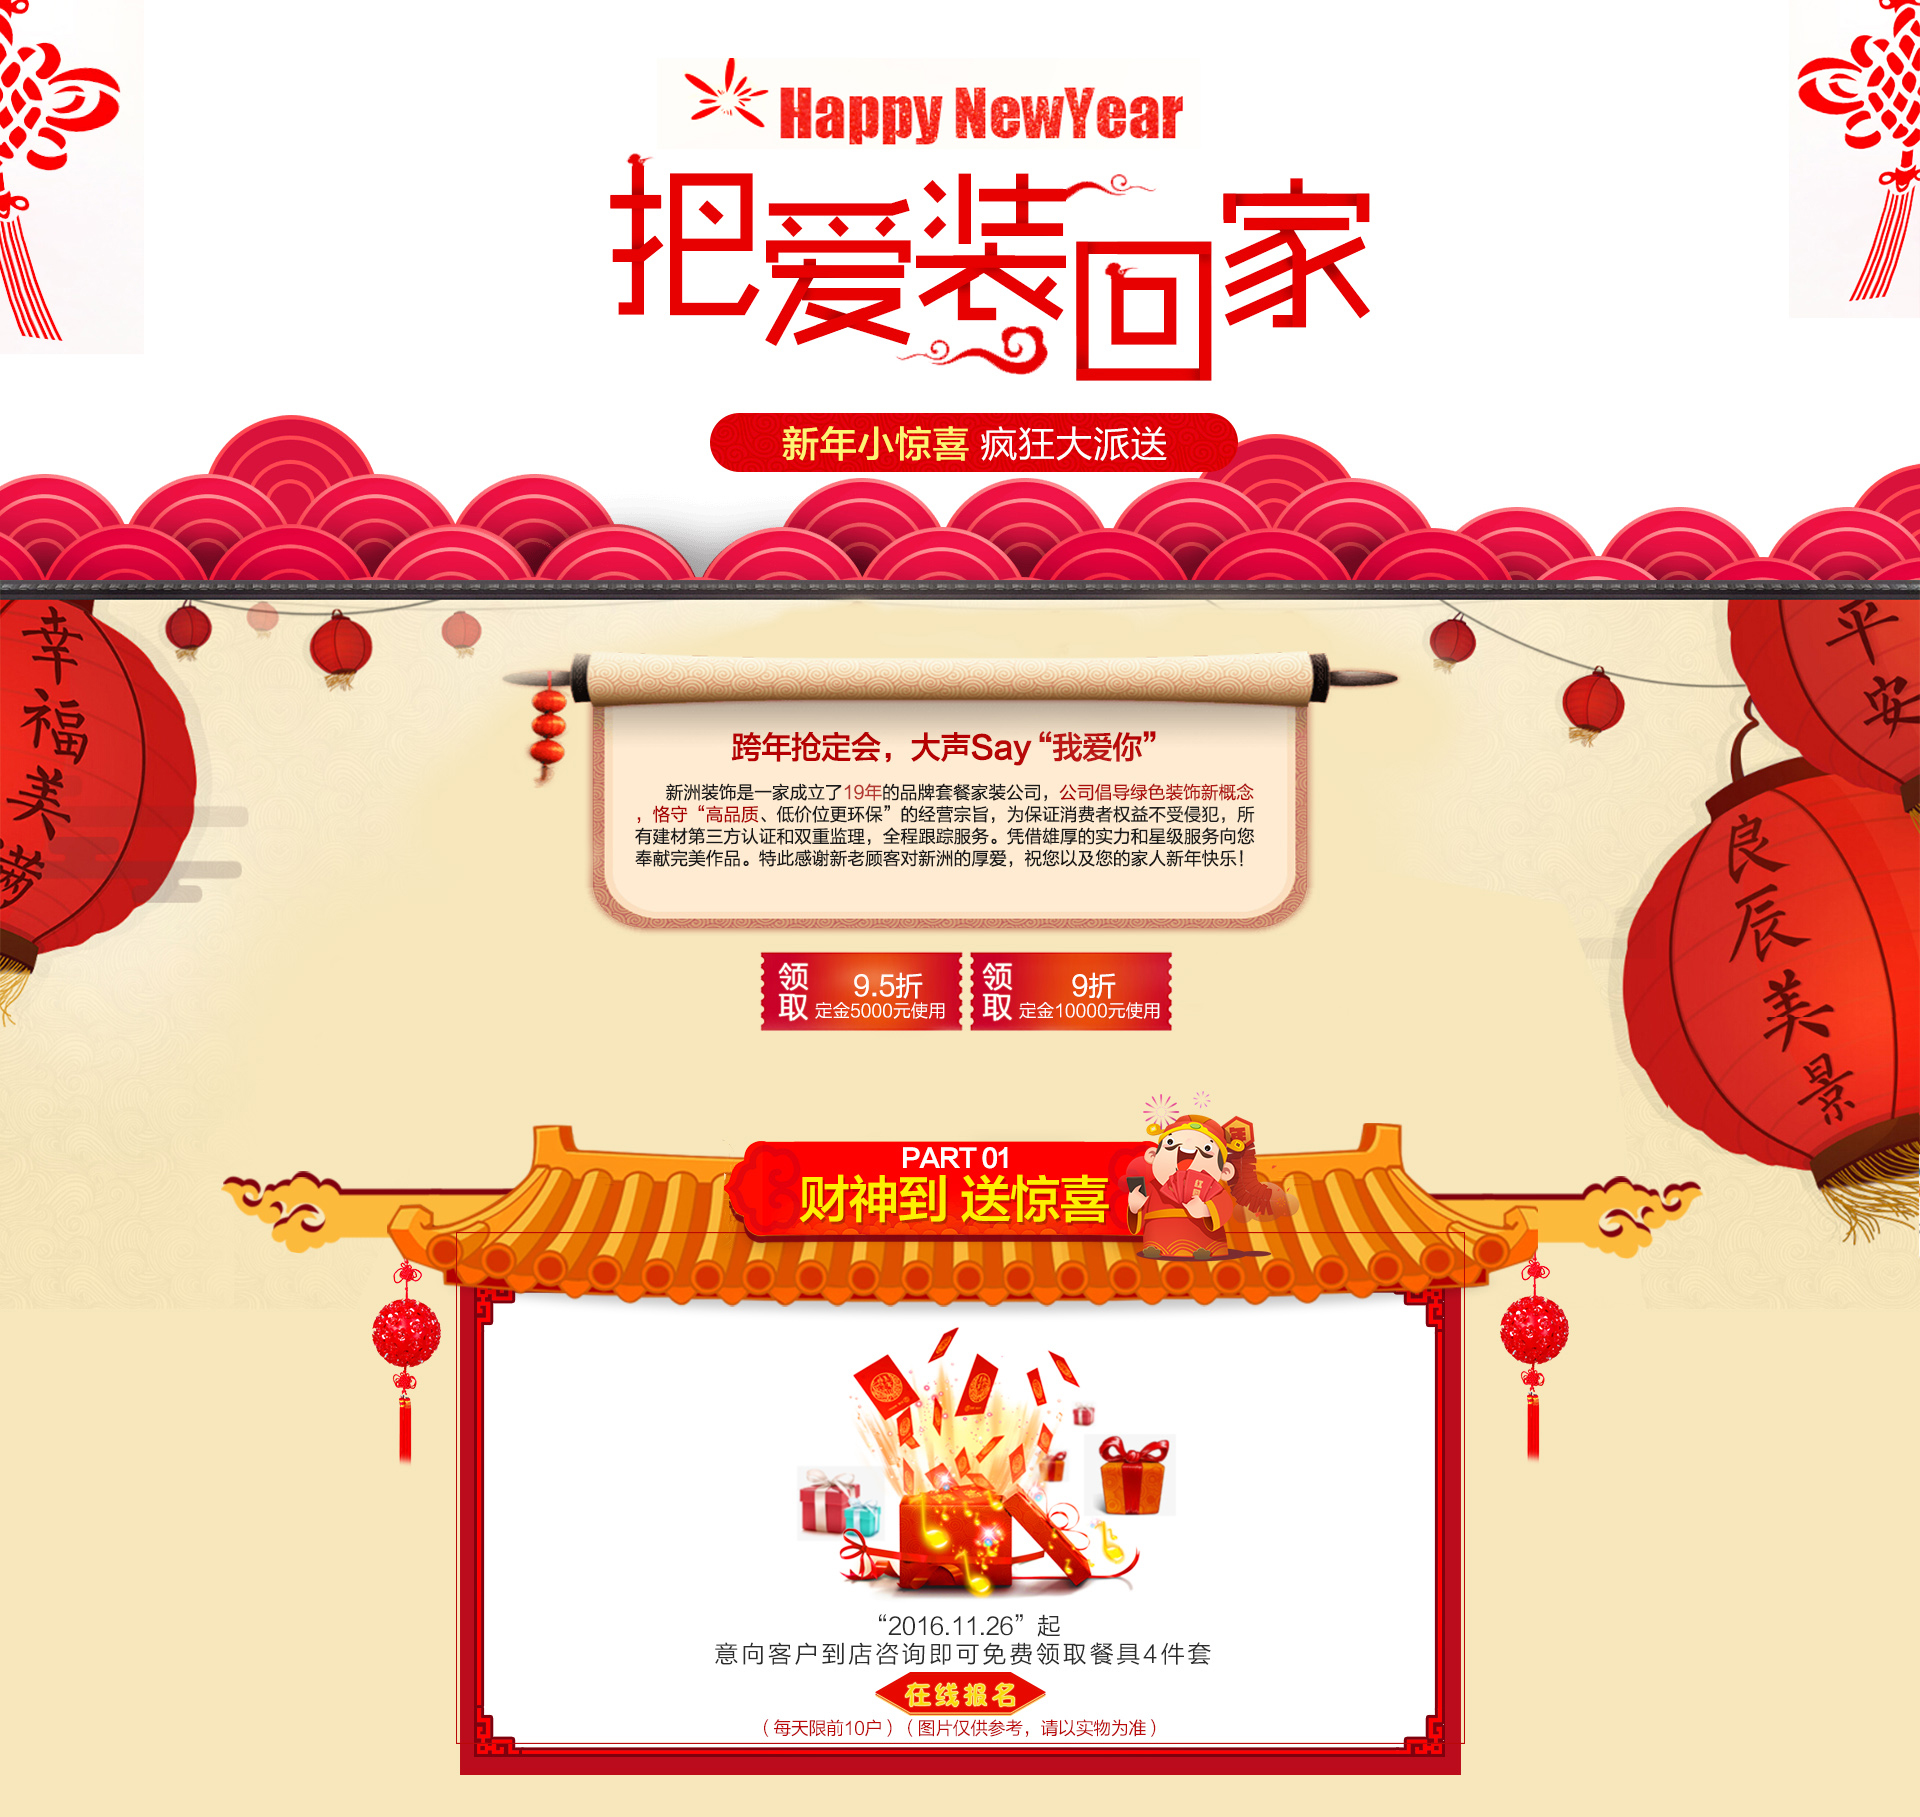 Happy NewYear
把爱装回家
新年小惊喜 疯狂大派送
幸福美满
平安
良辰美景
跨年抢定会，大声Say“我爱你”
新洲装饰是一家成立了19年的品牌套餐家装公司，公司倡导绿色装饰新概念
，恪守“高品质、低价位更环保”的经营宗旨，为保证消费者权益不受侵犯，所
有建材第三方认证和双重监理，全程跟踪服务。凭借雄厚的实力和星级服务向您
奉献完美作品。特此感谢新老顾客对新洲的厚爱，祝您以及您的家人新年快乐！
领取
9.5折
定金5000元使用
领取
9折
定金10000元使用
PART 01
财神到 送惊喜
“2016.11.26”起
意向客户到店咨询即可免费领取餐具4件套
在线报名
（每天限前10户）（图片仅供参考，请以实物为准）